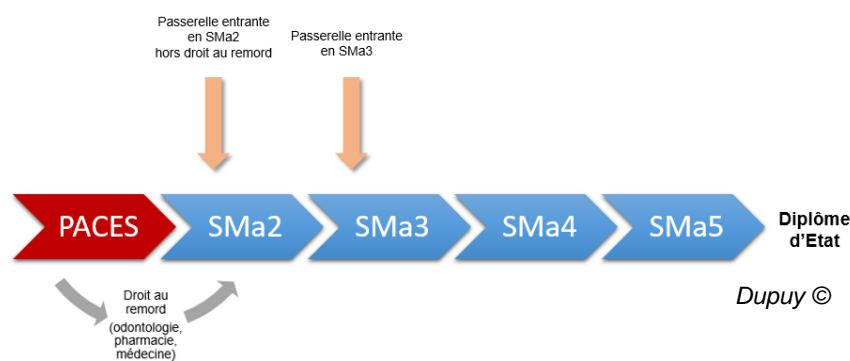 Passerelle entrante
en SMa2
hors droit au remord
Passerelle entrante
en SMa3
PACES
SMa2
SMa3
SMa4
SMa5
Diplôme
d'Etat
Droit au
remord
(odontologie,
pharmacie,
médecine)
Dupuy ©